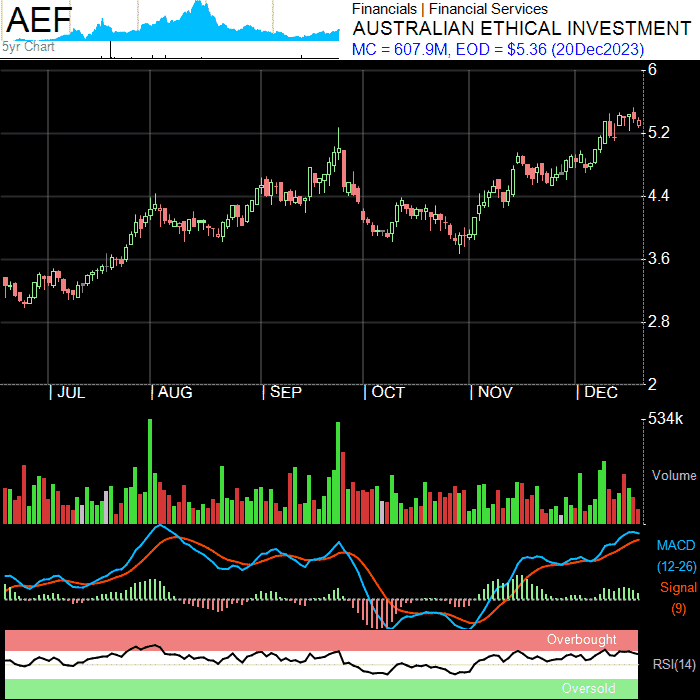 AEF
5yr Chart
Financials | Financial Services
AUSTRALIAN ETHICAL INVESTMENT
MC = 607.9M, EOD = $5.36 (20Dec2023)
6
5.2
4.4
3.6
2.8
2
| JUL | AUG | SEP | OCT | NOV | DEC
534k
Volume
MACD
(12-26)
Signal
(9)
Overbought
RSI(14)
Oversold